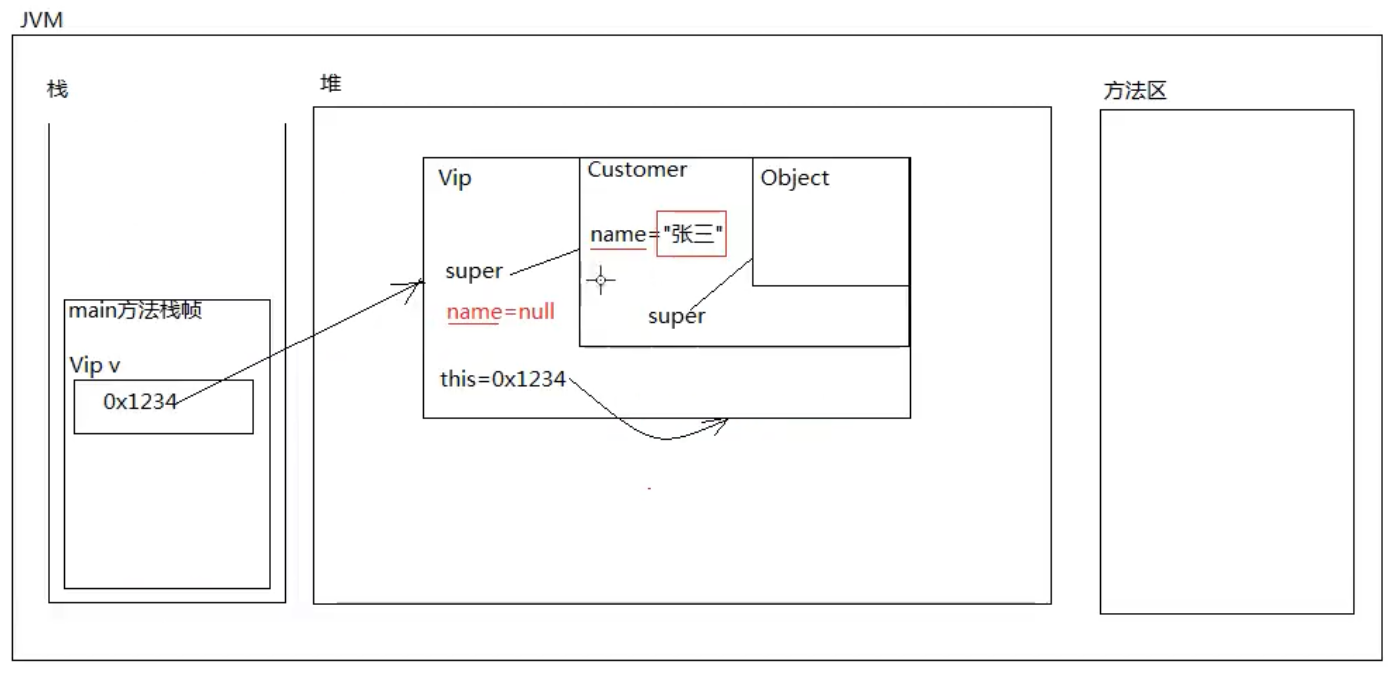 JVM
栈
堆
方法区
Vip
Customer
Object
name="张三"
super
name=null
super
this=0x1234
main方法栈帧
Vip v
0x1234